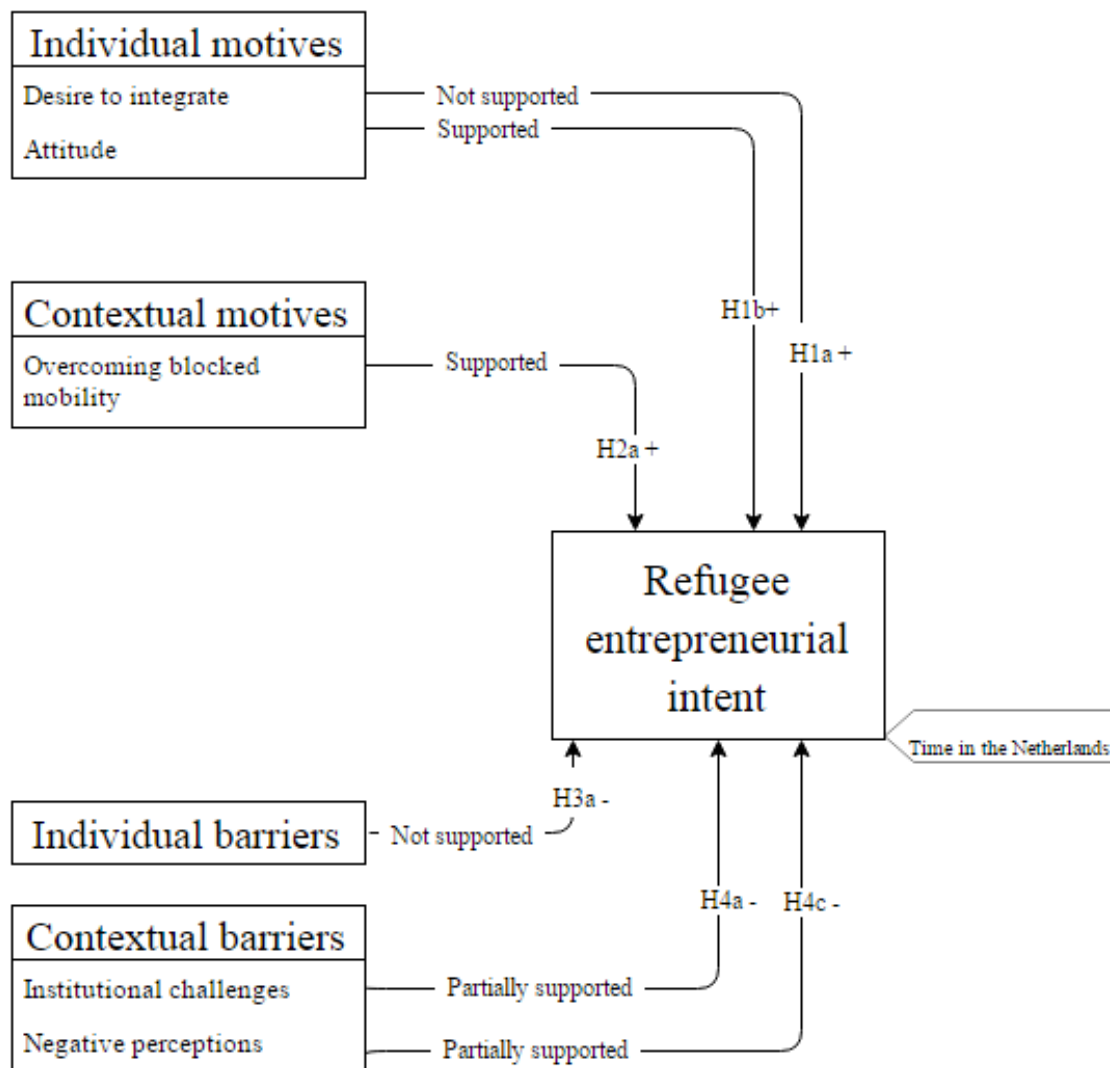 Individual motives
Desire to integrate
Not supported
Supported
Attitude
Contextual motives
Overcoming blocked
mobility
Supported
H1b+
H1a +
H2a +
Refugee
entrepreneurial
intent
Time in the Netherlands
H3a -
Individual barriers
Not supported
H4a -
H4c -
Contextual barriers
Institutional challenges
Partially supported
Negative perceptions
Partially supported